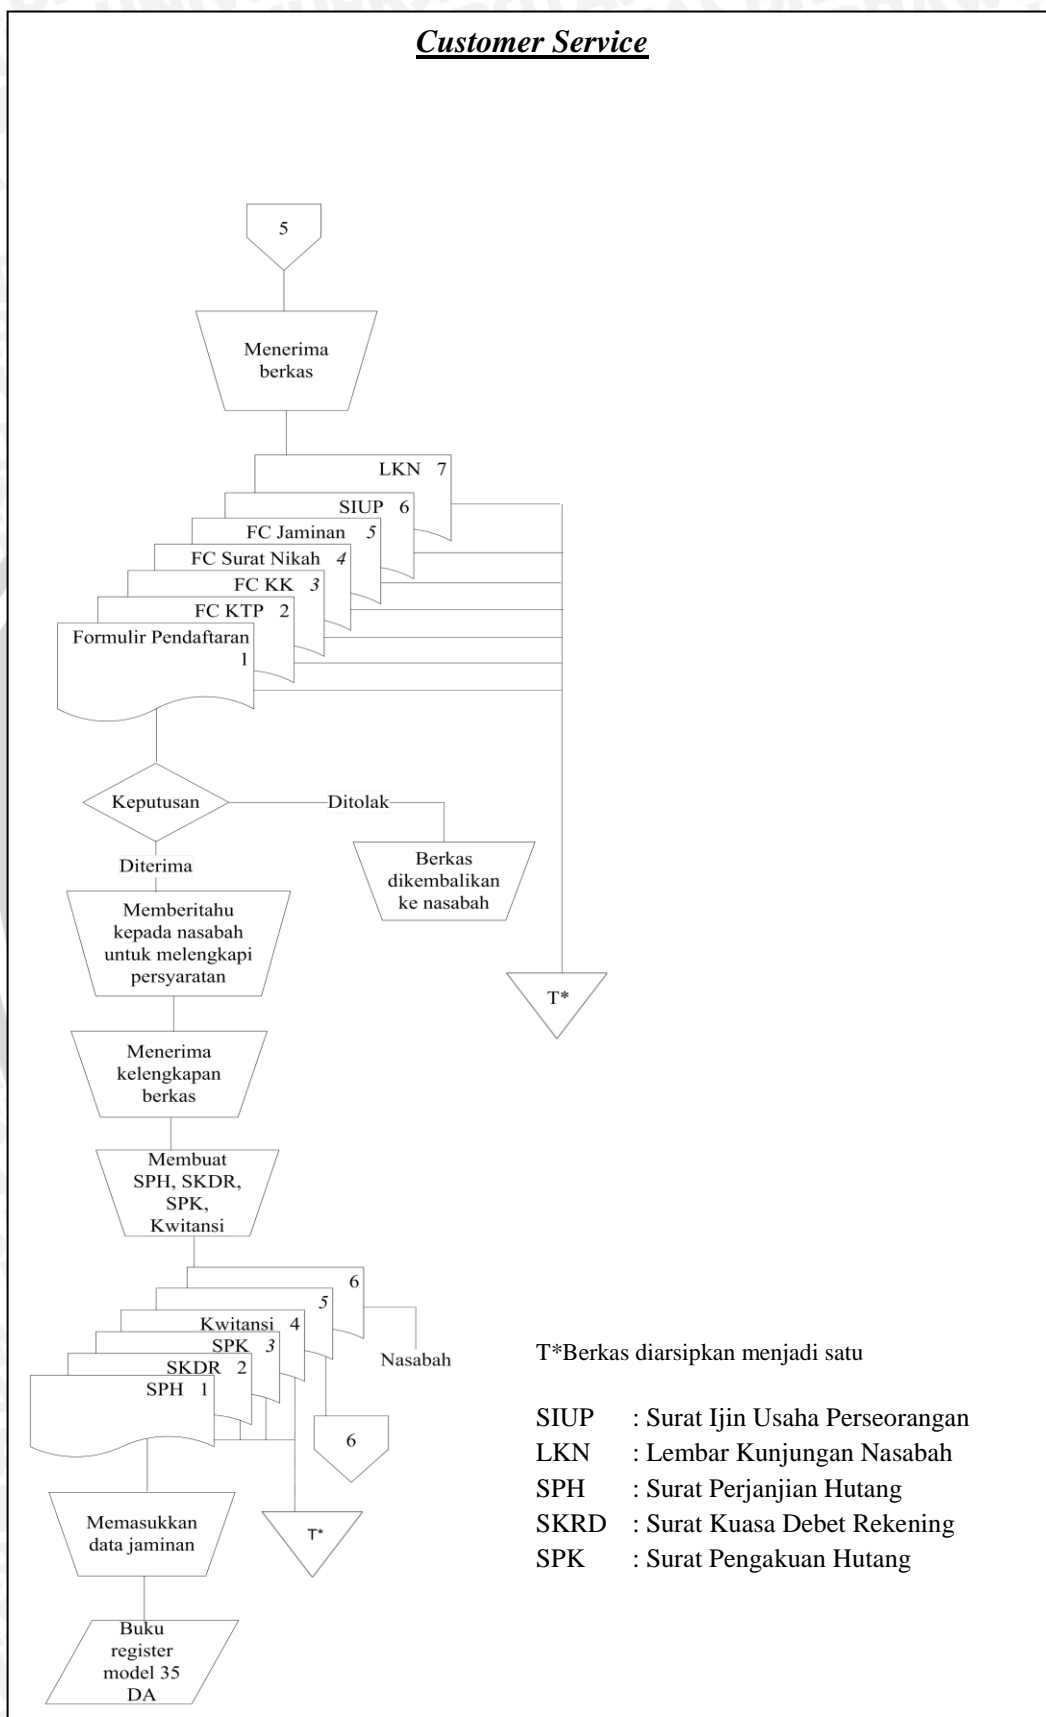 Customer Service
5
Menerima
berkas
LKN 7
SIUP 6
FC Jaminan 5
FC Surat Nikah 4
FC KK 3
FC KTP 2
Formulir Pendaftaran
1
Keputusan
Ditolak
Diterima
Berkas
dikembalikan
ke nasabah
Memberitahu
kepada nasabah
untuk melengkapi
persyaratan
T*
Menerima
kelengkapan
berkas
Membuat
SPH, SKDR,
SPK,
Kwitansi
6
5
Kwitansi 4
SPK 3
SKDR 2
SPH 1
Nasabah
6
T*
Memasukkan
data jaminan
Buku
register
model 35
DA
T*Berkas diarsipkan menjadi satu
SIUP : Surat Ijin Usaha Perseorangan
LKN : Lembar Kunjungan Nasabah
SPH : Surat Perjanjian Hutang
SKRD : Surat Kuasa Debet Rekening
SPK : Surat Pengakuan Hutang